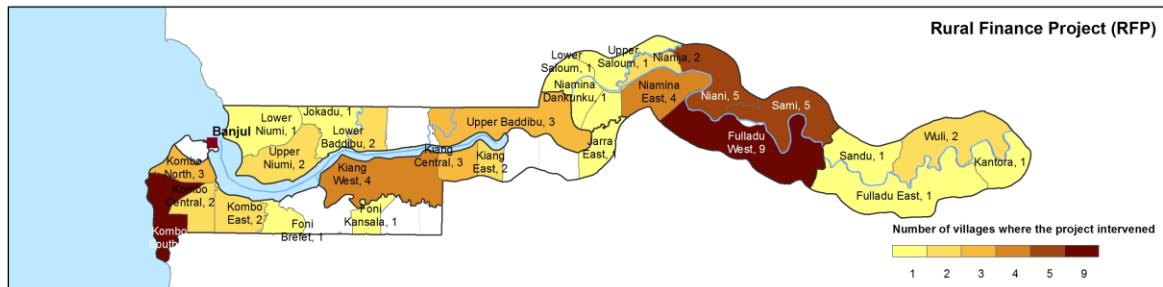 Rural Finance Project (RFP)
Lower
Saloum, 1
Upper
Saloum, 1
Nianija, 2
Niamina
Dankunku, 1
Niamina
East, 4
Niani, 5
Sami, 5
Jokadu, 1
Lower
Niumi, 1
Banjul
Lower
Baddibu, 2
Upper Baddibu, 3
Upper
Niumi, 2
Kombo
North, 3
Kiang
Central, 3
Kiang
East, 2
Jarra
East, 1
Fulladu
West, 9
Sandu, 1
Wuli, 2
Kantora, 1
Kiang
West, 4
Kombo
Central, 2
Kombo
East, 2
Foni
Brefet, 1
Foni
Kansala, 1
Fulladu East, 1
Kombo
South
Number of villages where the project intervened
1 2 3 4 5 9